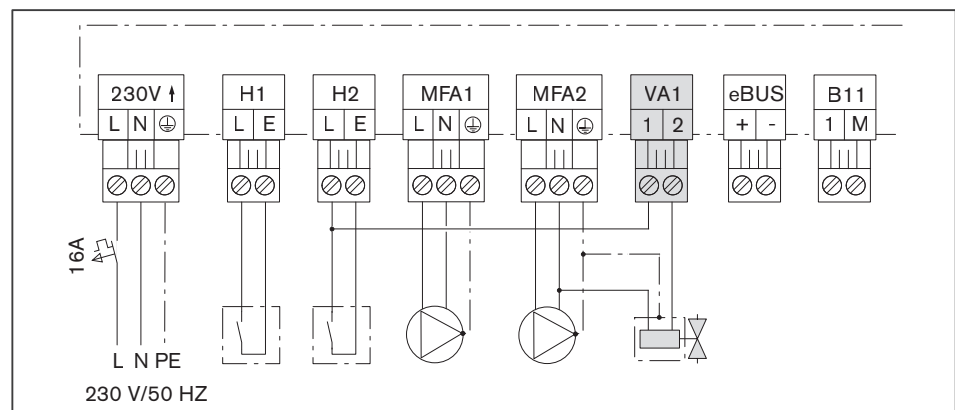 230V H1 H2 MFA1 MFA2 VA1 eBUS B11
L N L E L E L N L N 1 2 + - 1 M
16A
L N PE
230 V/50 HZ